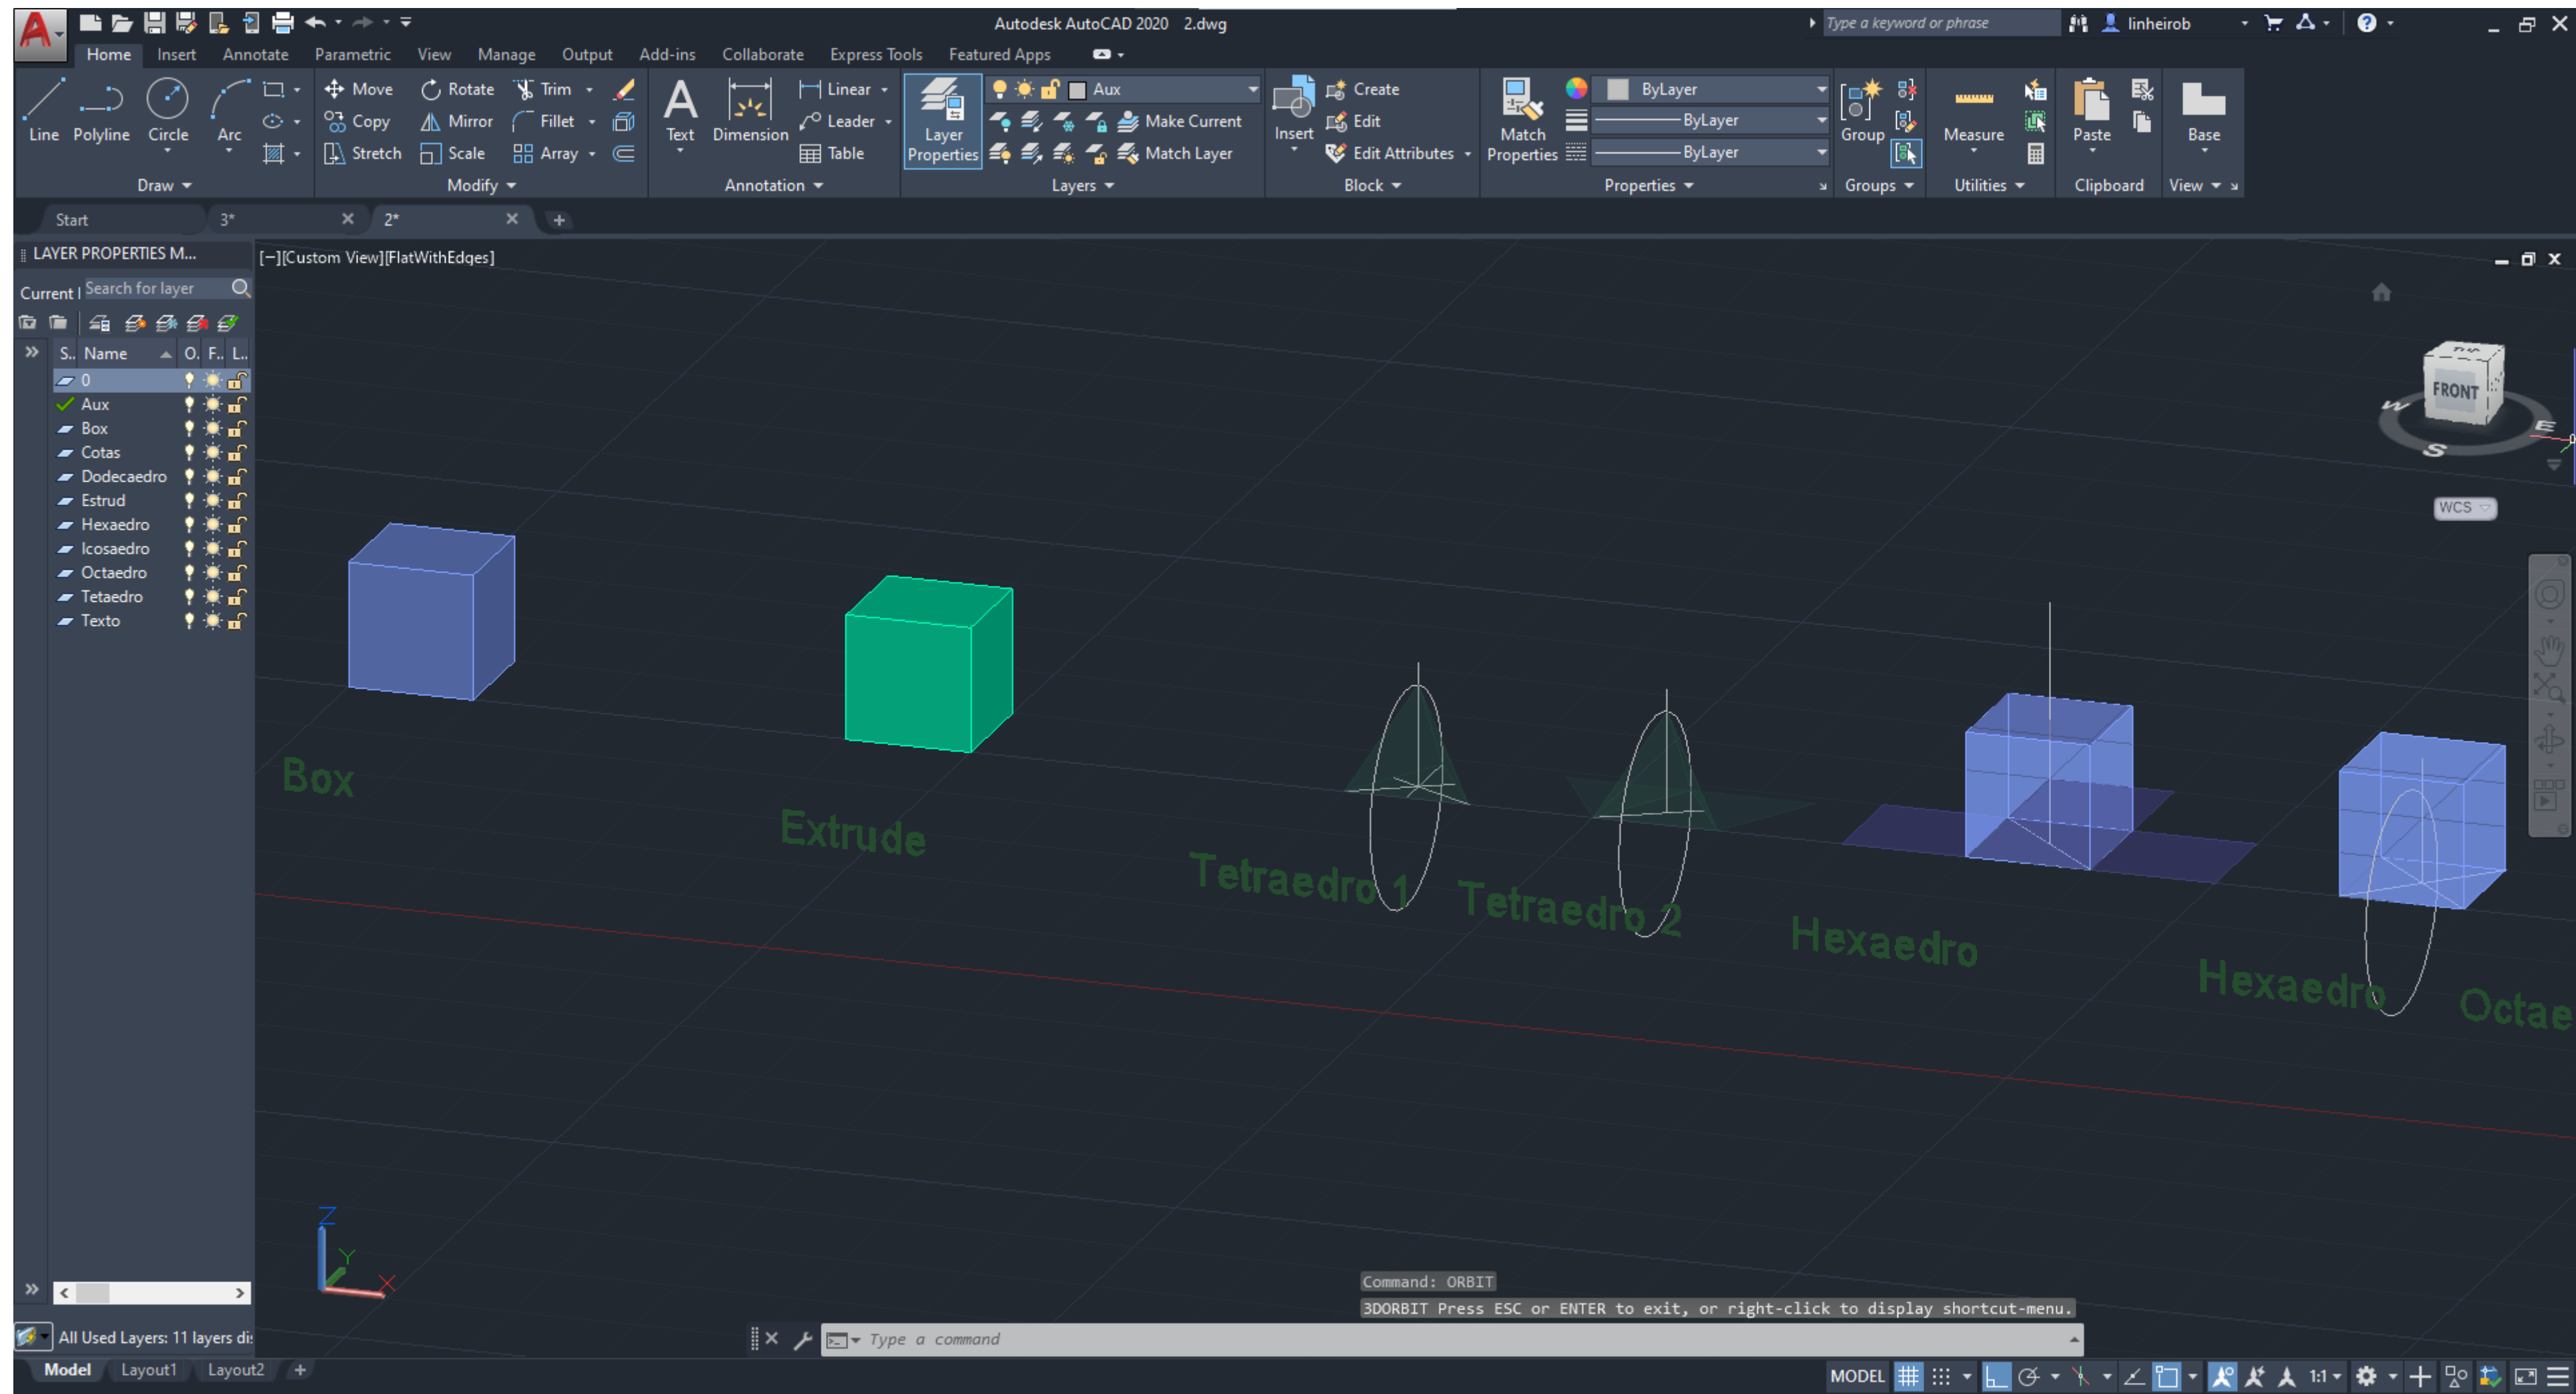 Autodesk AutoCAD 2020 2.dwg
Type a keyword or phrase
linheirob
Home Insert Annotate Parametric View Manage Output Add-ins Collaborate Express Tools Featured Apps
Line Polyline Circle Arc
Move Rotate Trim
Copy Mirror Fillet
Stretch Scale Array
Text Dimension
Linear
Leader
Table
Layer Properties
Aux
Make Current
Match Layer
Insert
Create
Edit
Edit Attributes
Match Properties
ByLayer
ByLayer
ByLayer
Group
Measure
Paste
Base
Draw Modify Annotation Layers Block Properties Groups Utilities Clipboard View
Start 3* 2*
LAYER PROPERTIES M...
[−][Custom View][FlatWithEdges]
Current l Search for layer
S.. Name O. F.. L..
0
Aux
Box
Cotas
Dodecaedro
Estrud
Hexaedro
Icosaedro
Octaedro
Tetaedro
Texto
TOP
FRONT
W S E
WCS
Box
Extrude
Tetraedro 1
Tetraedro 2
Hexaedro
Hexaedro
Octae
Z
Y
X
Command: ORBIT
3DORBIT Press ESC or ENTER to exit, or right-click to display shortcut-menu.
Type a command
All Used Layers: 11 layers dis
Model Layout1 Layout2
MODEL 1:1